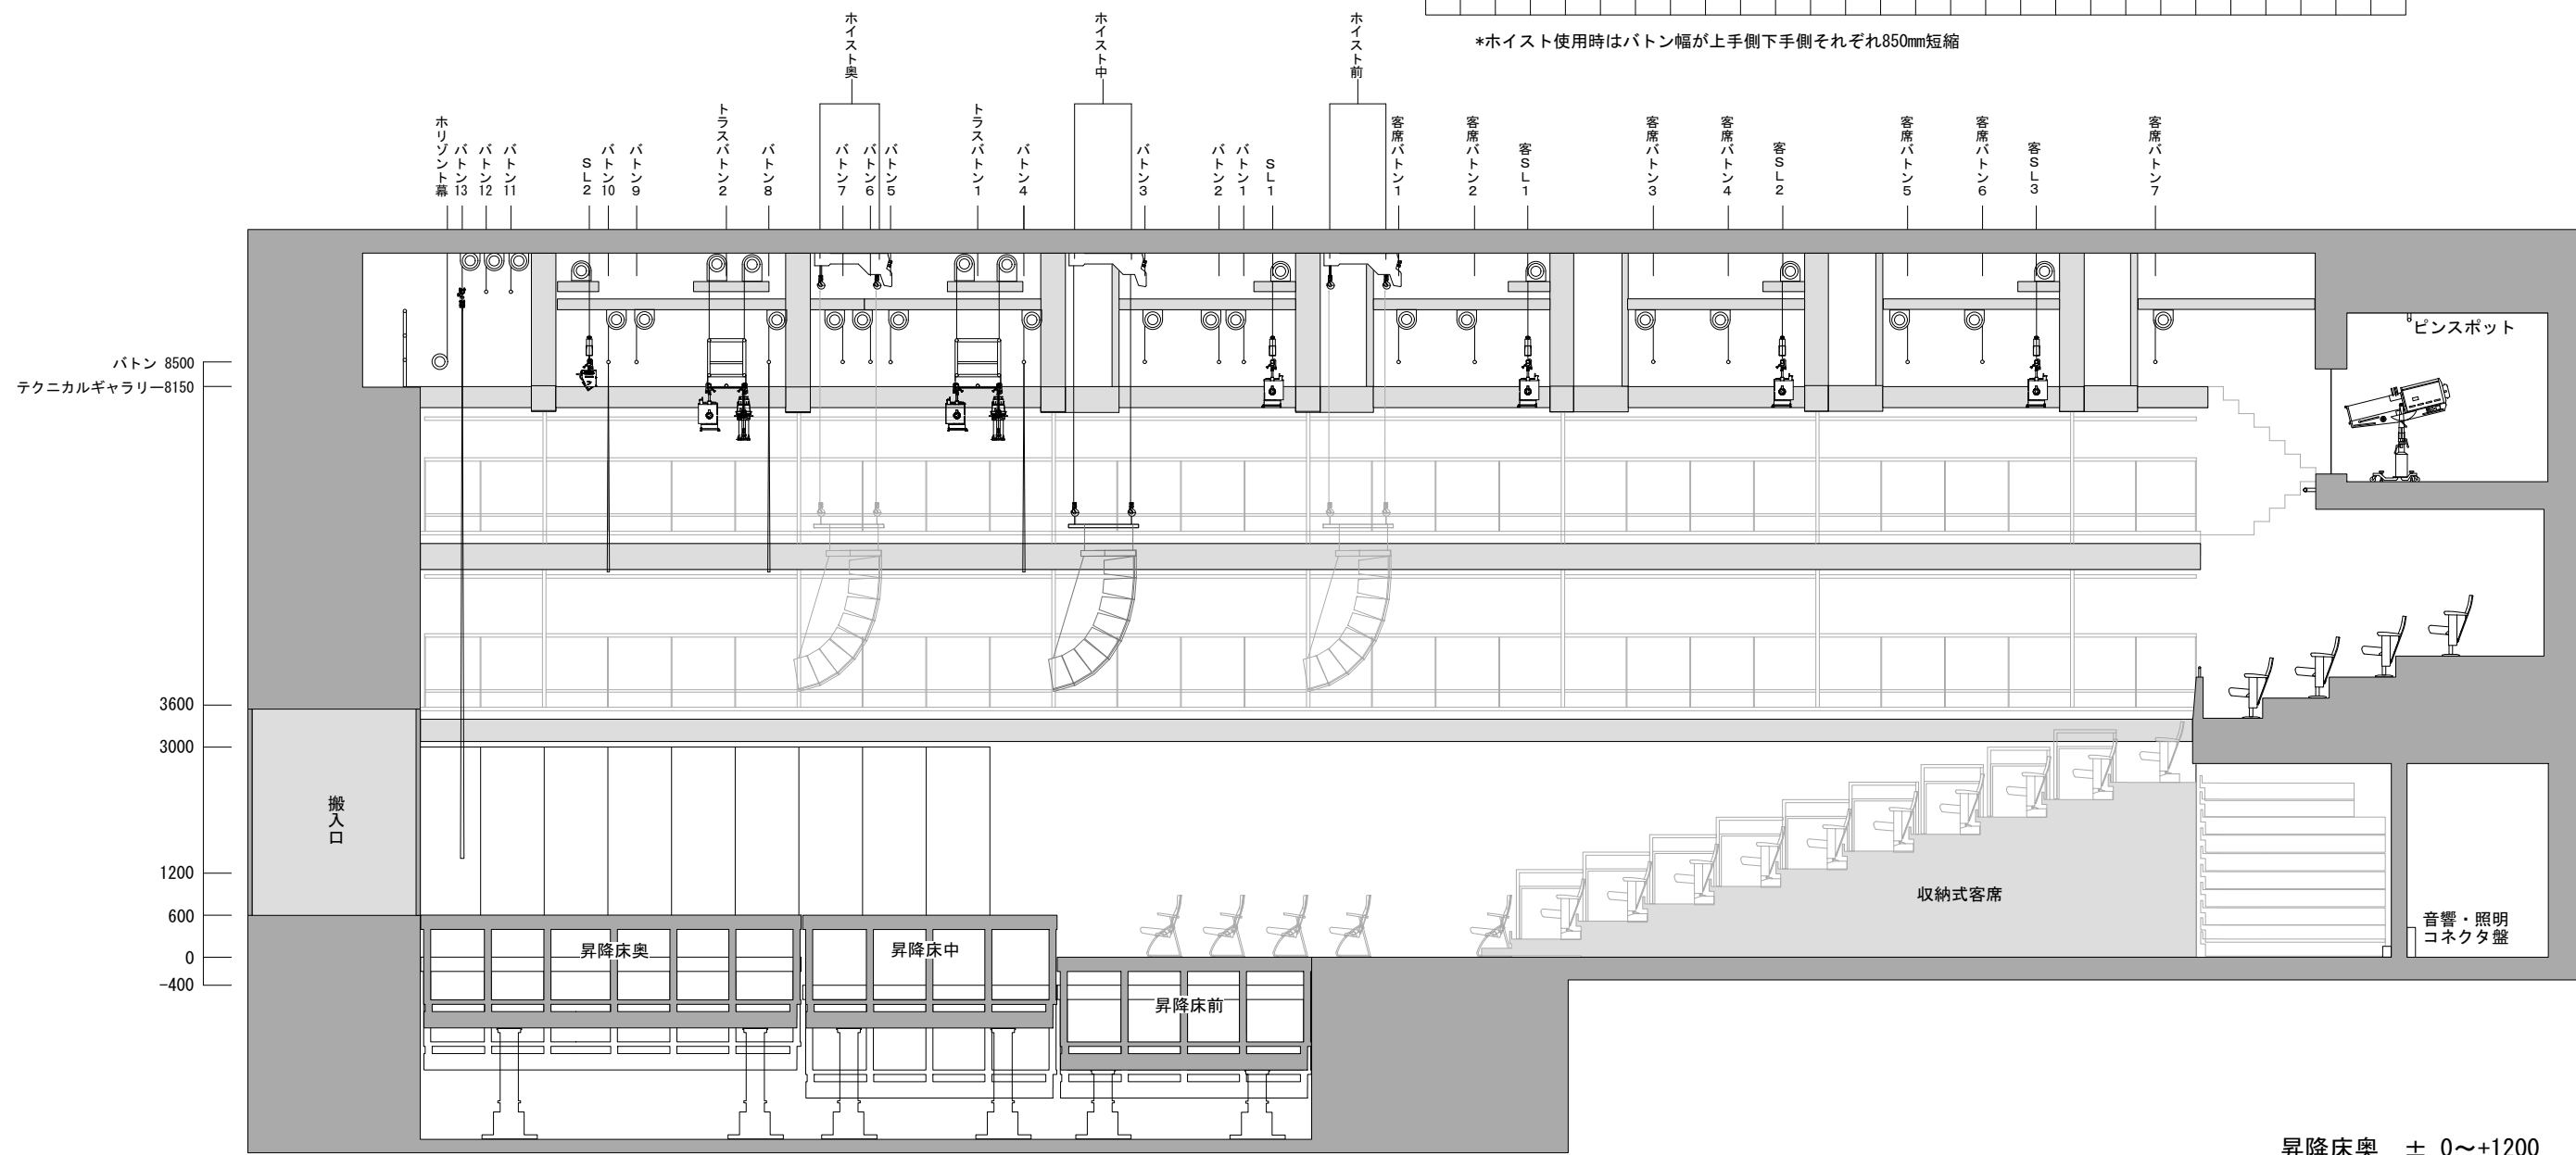 *ホイスト使用時はバトン幅が上手側下手側それぞれ850mm短縮
ホイスト奥
ホイスト中
ホイスト前
ホリゾント幕
バトン13
バトン12
バトン11
SL2
バトン10
バトン9
トラスバトン2
バトン8
バトン7
バトン6
バトン5
トラスバトン1
バトン4
バトン3
バトン2
バトン1
SL1
客席バトン1
客席バトン2
客SL1
客席バトン3
客席バトン4
客SL2
客席バトン5
客席バトン6
客SL3
客席バトン7
ピンスポット
バトン 8500
テクニカルギャラリー8150
3600
3000
搬入口
1200
収納式客席
600
音響・照明
コネクタ盤
昇降床奥
昇降床中
0
-400
昇降床前
昇降床奥 ± 0~+1200